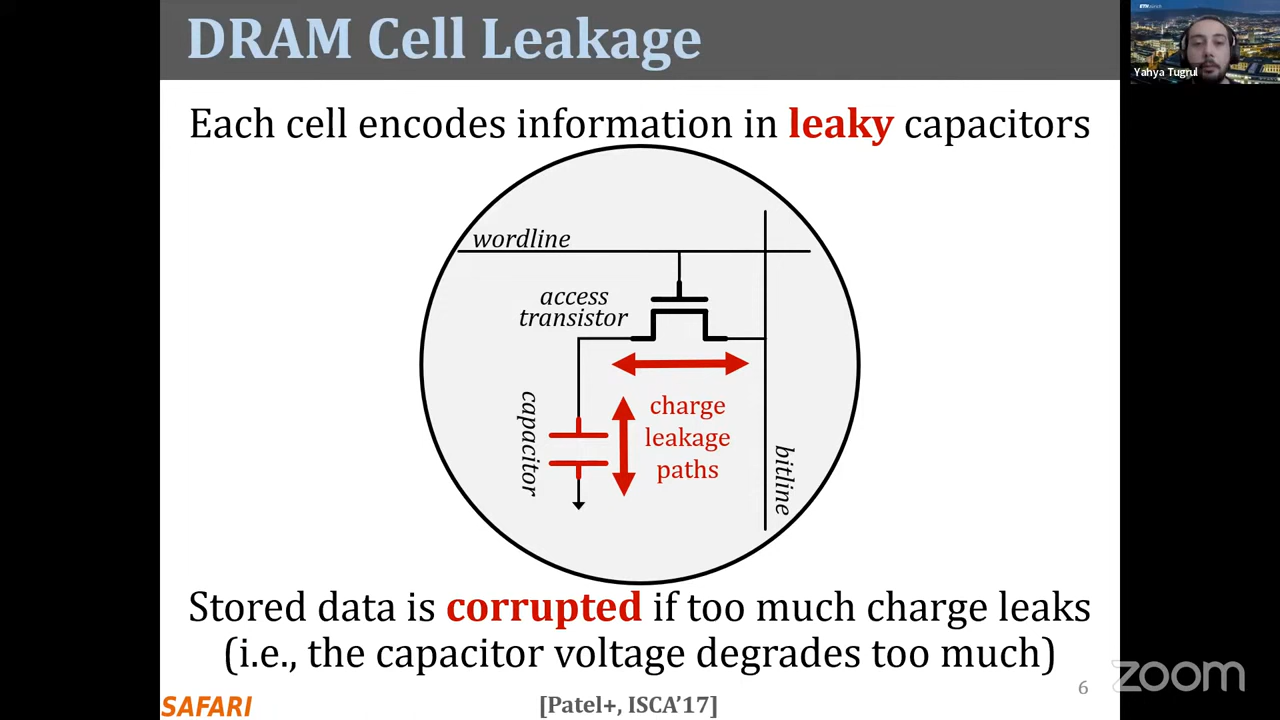 DRAM Cell Leakage
Yahya Tugrul
Each cell encodes information in leaky capacitors
wordline
access
transistor
capacitor
charge
leakage
paths
bitline
Stored data is corrupted if too much charge leaks
(i.e., the capacitor voltage degrades too much)
SAFARI
[Patel+, ISCA'17]
6
zoom